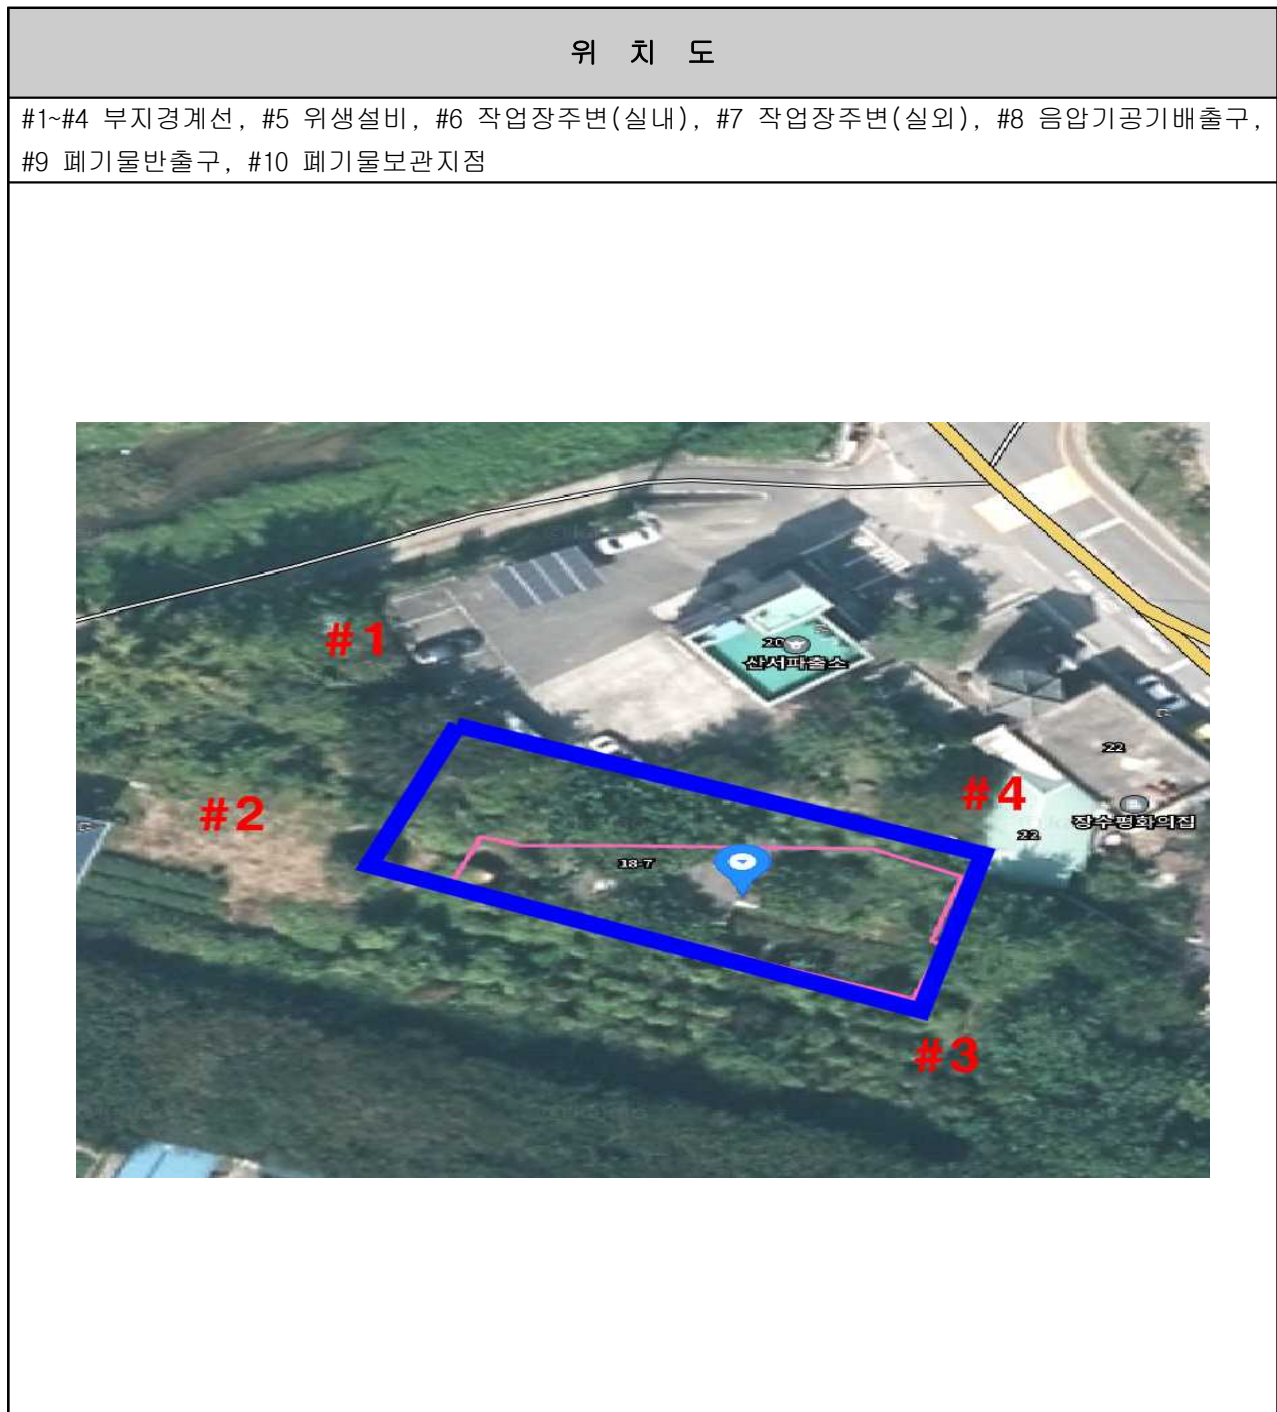 위 치 도
#1~#4 부지경계선, #5 위생설비, #6 작업장주변(실내), #7 작업장주변(실외), #8 음압기공기배출구,
#9 폐기물반출구, #10 폐기물보관지점
#1
20
산서파출소
22
#4
#2
장수평화의집
22
18-7
#3